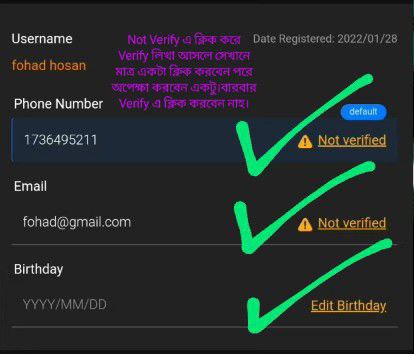 Username
Date Registered: 2022/01/28
fohad hosan
Not Verify এ ক্লিক করে
Verify লিখা আসলে সেখানে
মাত্র একটা ক্লিক করবেন পরে
অপেক্ষা করবেন একটু।বারবার
Verify এ ক্লিক করবেন নাহ।
Phone Number
default
1736495211
Not verified
Email
fohad@gmail.com
Not verified
Birthday
YYYY/MM/DD
Edit Birthday